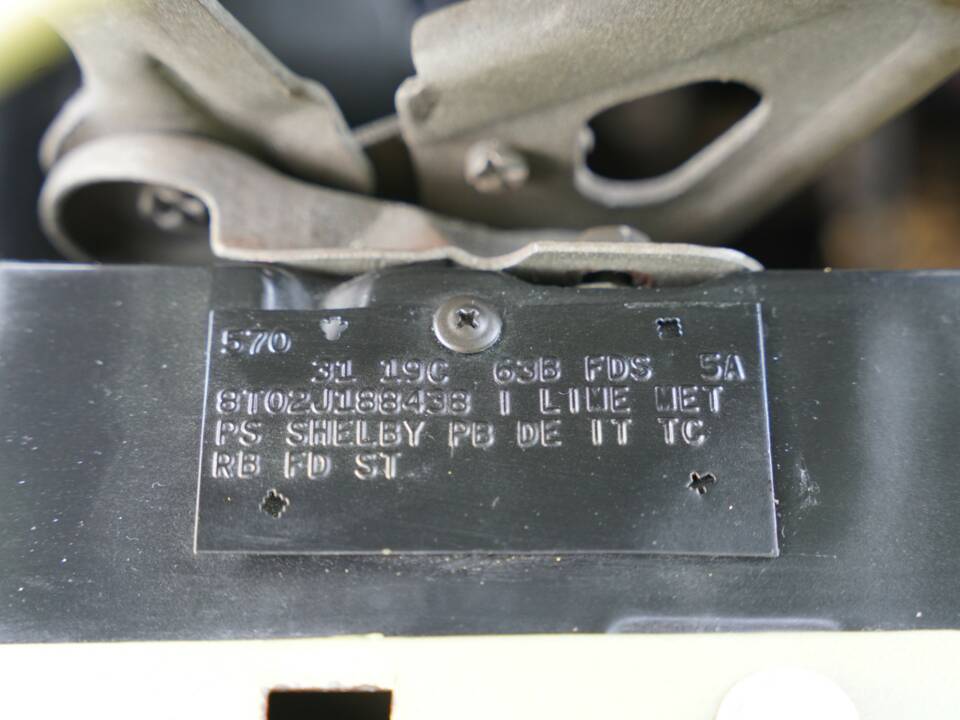 570
31 19C 63B FDS 5A
8T02J188438 I LIME MET
PS SHELBY PB DE IT TC
RB FD ST